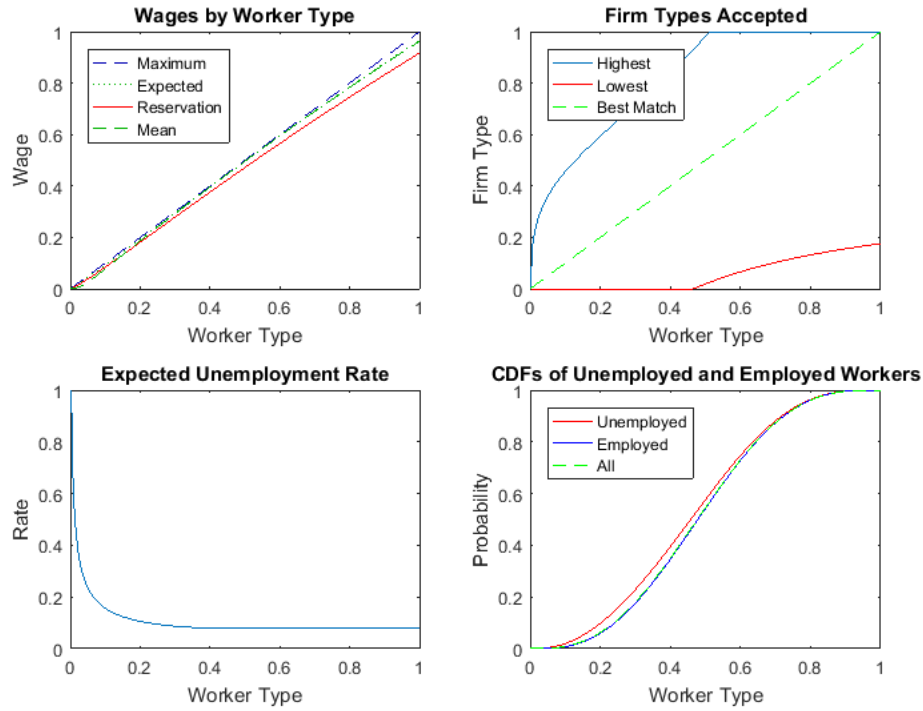 Wages by Worker Type
1
0.8
0.6
0.4
0.2
0
Wage
Maximum
Expected
Reservation
Mean
0 0.2 0.4 0.6 0.8 1
Worker Type
Firm Types Accepted
1
0.8
0.6
0.4
0.2
0
Firm Type
Highest
Lowest
Best Match
0 0.2 0.4 0.6 0.8 1
Worker Type
Expected Unemployment Rate
1
0.8
0.6
0.4
0.2
0
Rate
0 0.2 0.4 0.6 0.8 1
Worker Type
CDFs of Unemployed and Employed Workers
1
0.8
0.6
0.4
0.2
0
Probability
Unemployed
Employed
All
0 0.2 0.4 0.6 0.8 1
Worker Type